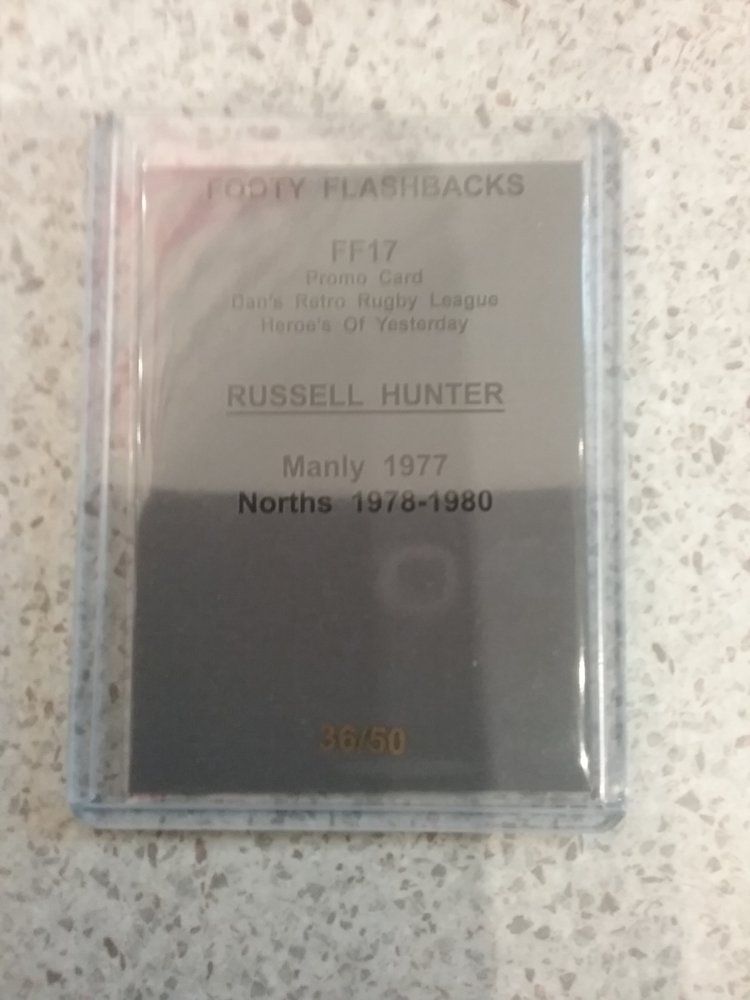 FOOTY FLASHBACKS
FF17
Promo Card
Dan's Retro Rugby League
Heroe's Of Yesterday
RUSSELL HUNTER
Manly 1977
Norths 1978-1980
36/50